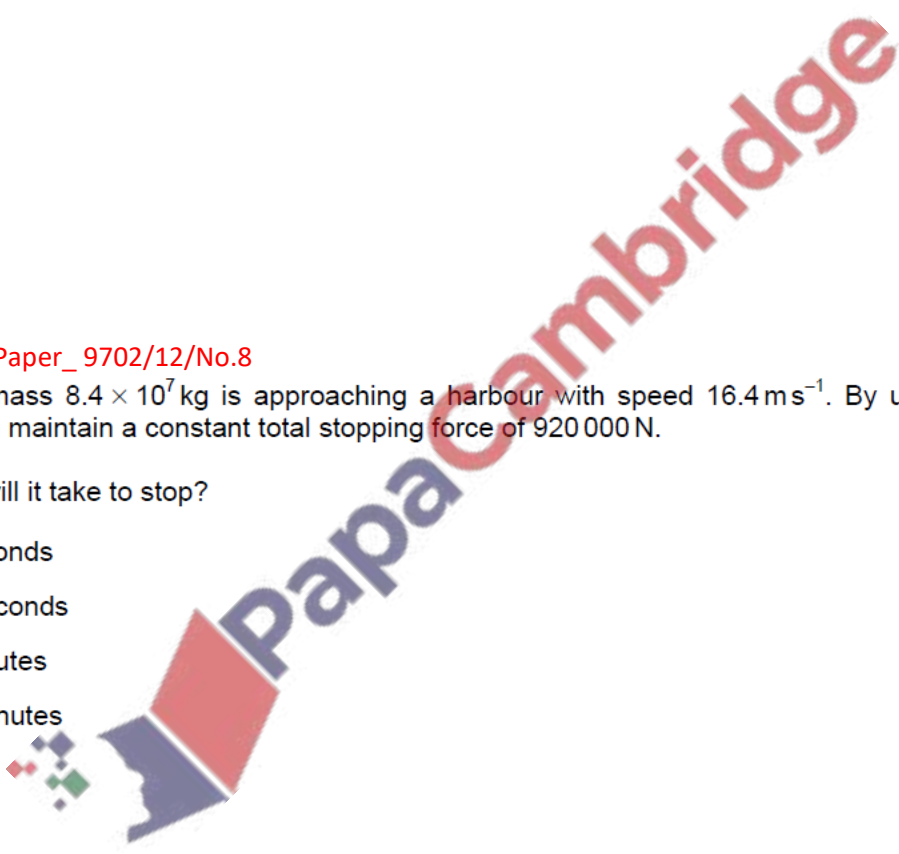 Paper_ 9702/12/No.8
mass 8.4 × 10⁷ kg is approaching a harbour with speed 16.4 m s⁻¹. By u
maintain a constant total stopping force of 920 000 N.
ill it take to stop?
onds
conds
utes
nutes
PapaCambridge